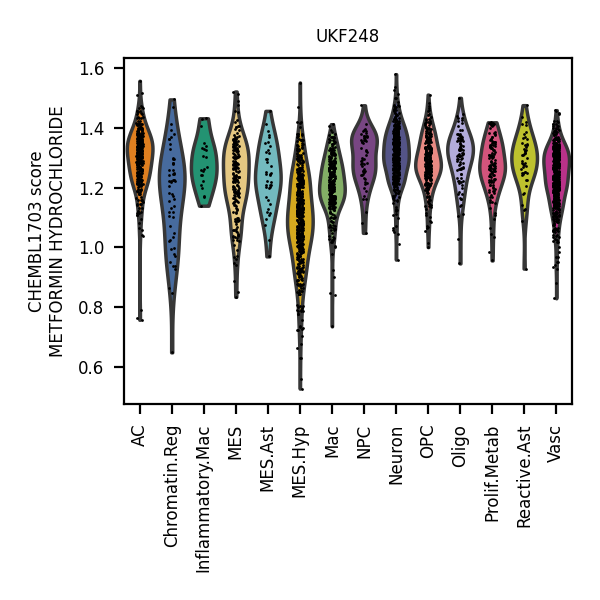 UKF248
CHEMBL1703 score
METFORMIN HYDROCHLORIDE
1.6
1.4
1.2
1.0
0.8
0.6
AC
Chromatin.Reg
Inflammatory.Mac
MES
MES.Ast
MES.Hyp
Mac
NPC
Neuron
OPC
Oligo
Prolif.Metab
Reactive.Ast
Vasc